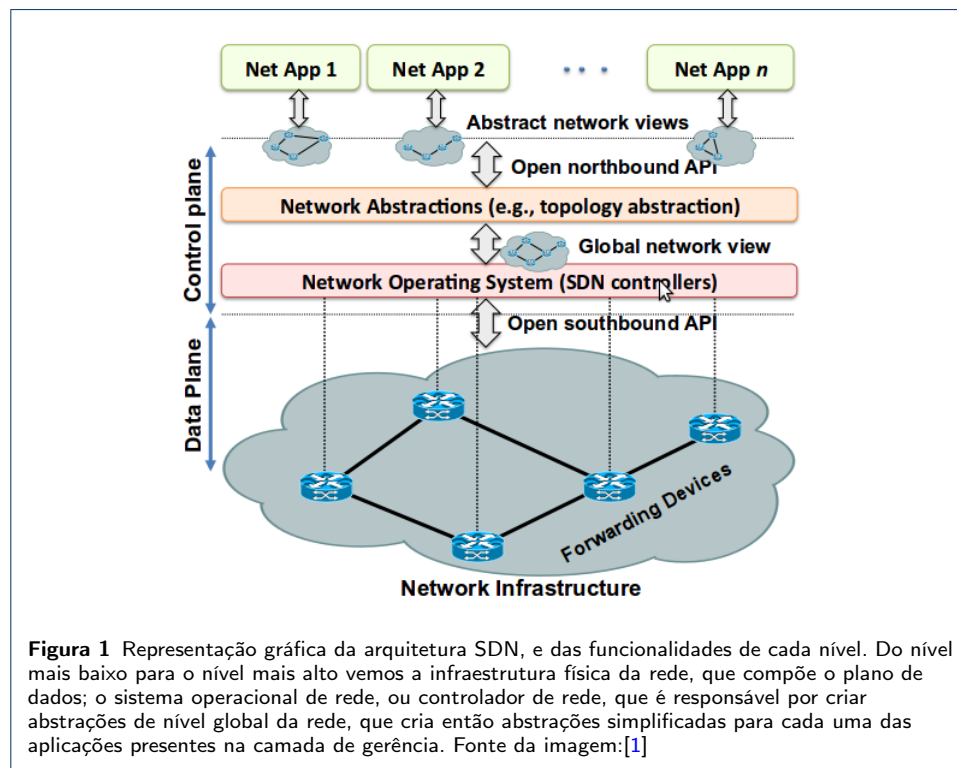 Net App 1
Net App 2
. . .
Net App n
Abstract network views
Open northbound API
Control plane
Network Abstractions (e.g., topology abstraction)
Global network view
Network Operating System (SDN controllers)
Open southbound API
Data Plane
Forwarding Devices
Network Infrastructure
Figura 1 Representação gráfica da arquitetura SDN, e das funcionalidades de cada nível. Do nível
mais baixo para o nível mais alto vemos a infraestrutura física da rede, que compõe o plano de
dados; o sistema operacional de rede, ou controlador de rede, que é responsável por criar
abstrações de nível global da rede, que cria então abstrações simplificadas para cada uma das
aplicações presentes na camada de gerência. Fonte da imagem:[1]